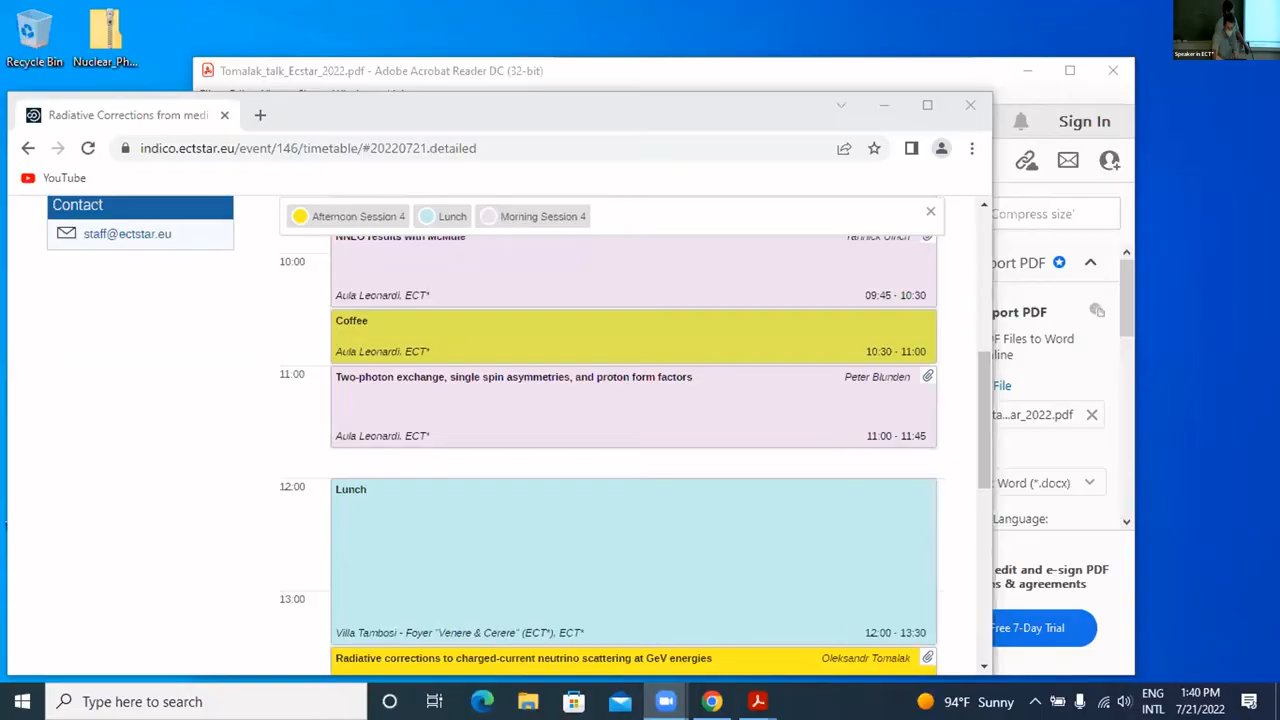 Recycle Bin
Nuclear_Ph...
Tomalak_talk_Ecstar_2022.pdf - Adobe Acrobat Reader DC (32-bit)
Speaker in ECT*
Radiative Corrections from medi
Sign In
indico.ectstar.eu/event/146/timetable/#20220721.detailed
YouTube
Contact
staff@ectstar.eu
Afternoon Session 4
Lunch
Morning Session 4
Compress size'
NNLO results with McMule
Yannick Ulrich
10:00
Aula Leonardi, ECT*
09:45 - 10:30
Coffee
Aula Leonardi, ECT*
10:30 - 11:00
11:00
Two-photon exchange, single spin asymmetries, and proton form factors
Peter Blunden
Aula Leonardi, ECT*
11:00 - 11:45
12:00
Lunch
13:00
Villa Tambosi - Foyer "Venere & Cerere" (ECT*), ECT*
12:00 - 13:30
Radiative corrections to charged-current neutrino scattering at GeV energies
Oleksandr Tomalak
ort PDF
port PDF
F Files to Word
nline
File
ta...ar_2022.pdf
Word (*.docx)
Language:
edit and e-sign PDF
s & agreements
Free 7-Day Trial
Type here to search
94°F Sunny
ENG
INTL
1:40 PM
7/21/2022